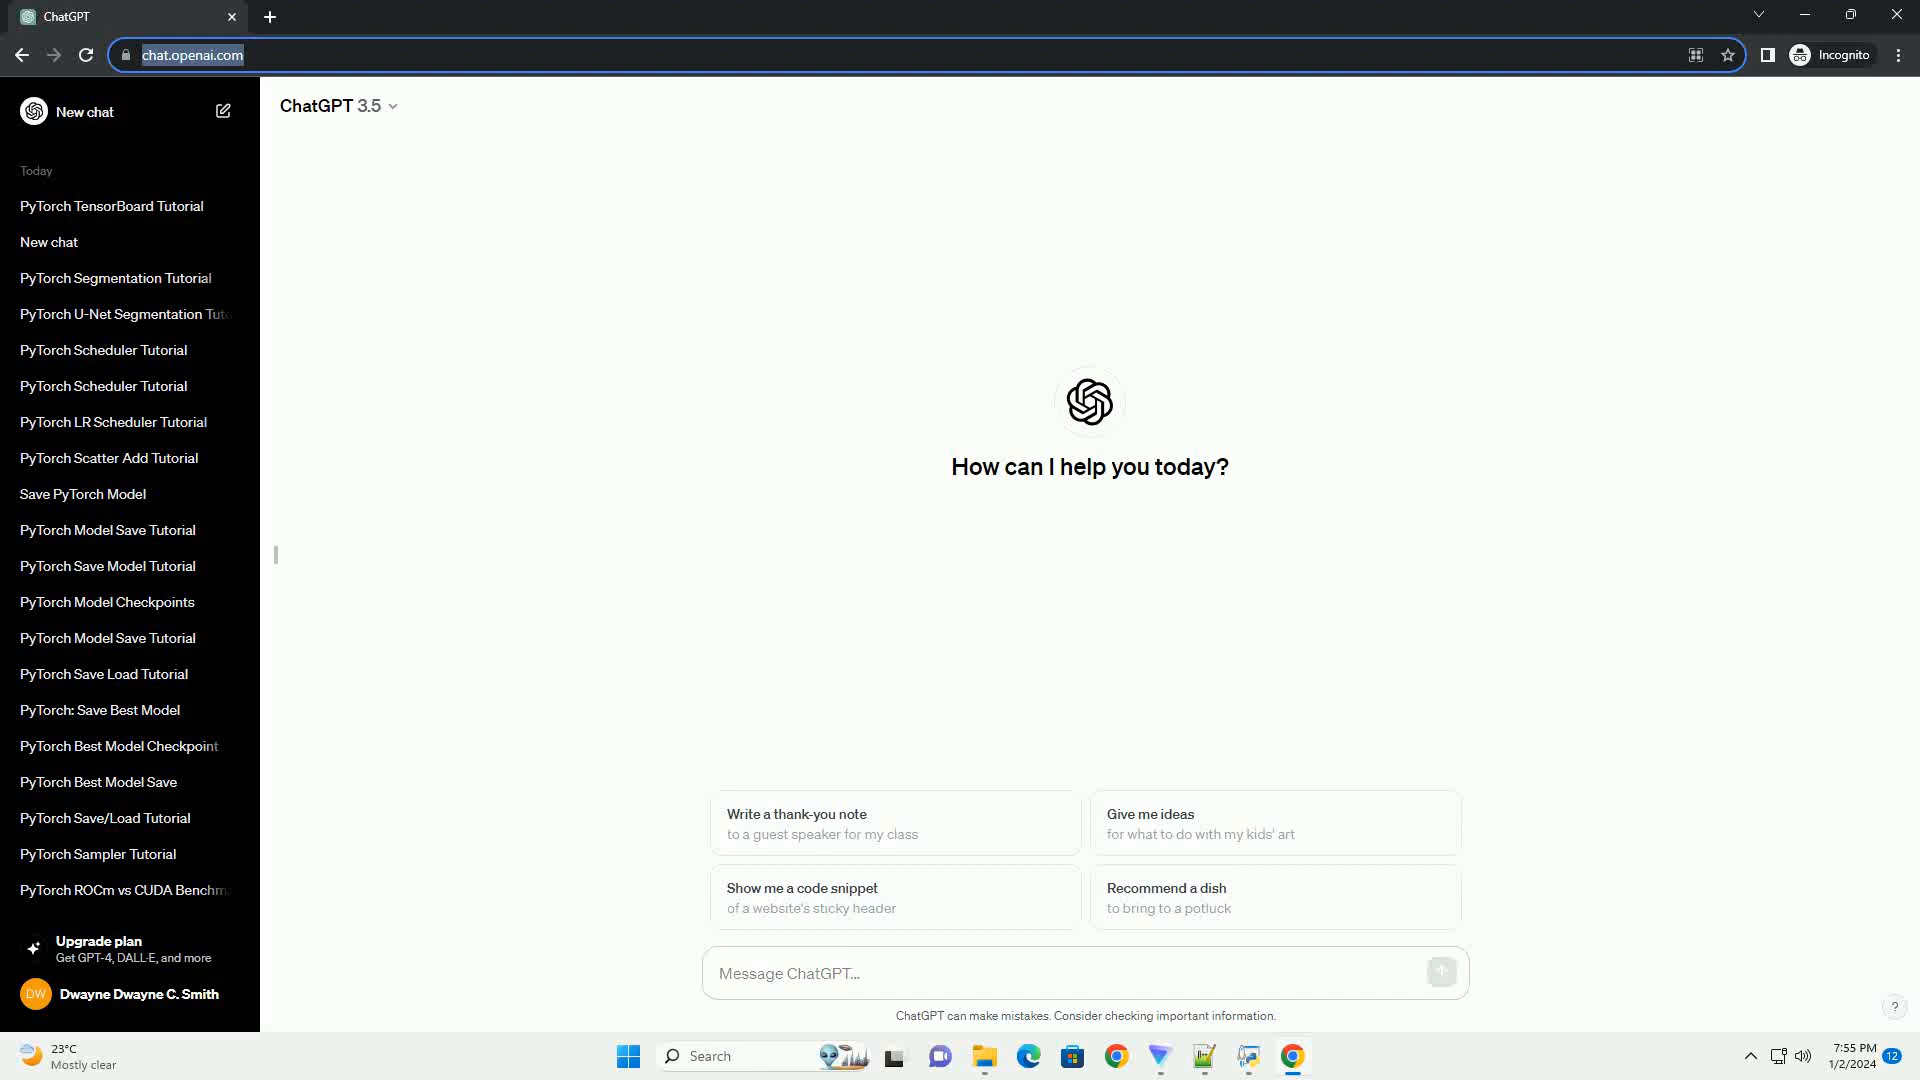 ChatGPT
chat.openai.com
Incognito
New chat
ChatGPT 3.5
Today
PyTorch TensorBoard Tutorial
New chat
PyTorch Segmentation Tutorial
PyTorch U-Net Segmentation Tuto
PyTorch Scheduler Tutorial
PyTorch Scheduler Tutorial
PyTorch LR Scheduler Tutorial
PyTorch Scatter Add Tutorial
Save PyTorch Model
PyTorch Model Save Tutorial
PyTorch Save Model Tutorial
PyTorch Model Checkpoints
PyTorch Model Save Tutorial
PyTorch Save Load Tutorial
PyTorch: Save Best Model
PyTorch Best Model Checkpoint
PyTorch Best Model Save
PyTorch Save/Load Tutorial
PyTorch Sampler Tutorial
PyTorch ROCm vs CUDA Benchm
Upgrade plan
Get GPT-4, DALL·E, and more
DW
Dwayne Dwayne C. Smith
How can I help you today?
Write a thank-you note
to a guest speaker for my class
Give me ideas
for what to do with my kids' art
Show me a code snippet
of a website's sticky header
Recommend a dish
to bring to a potluck
Message ChatGPT...
ChatGPT can make mistakes. Consider checking important information.
?
23°C
Mostly clear
Search
7:55 PM
1/2/2024
12